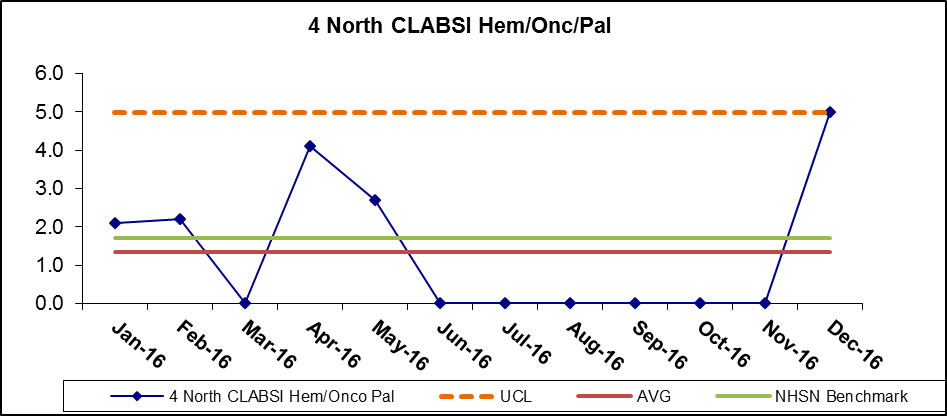 4 North CLABSI Hem/Onc/Pal
6.0
5.0
4.0
3.0
2.0
1.0
0.0
Jan-16 Feb-16 Mar-16 Apr-16 May-16 Jun-16 Jul-16 Aug-16 Sep-16 Oct-16 Nov-16 Dec-16
4 North CLABSI Hem/Onco Pal UCL AVG NHSN Benchmark